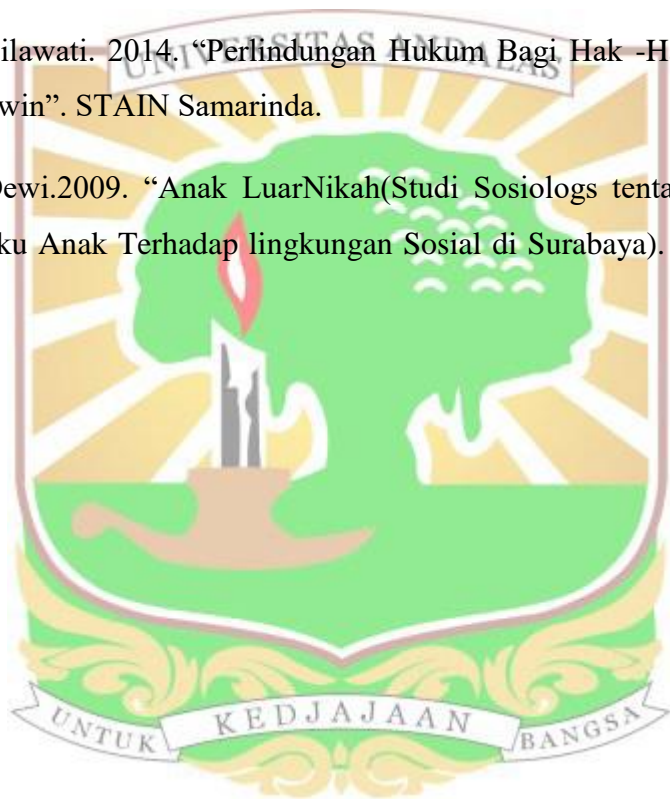 ilawati. 2014. “Perlindungan Hukum Bagi Hak -H
UNIVERSITAS ANDALAS
win”. STAIN Samarinda.
Dewi.2009. “Anak LuarNikah(Studi Sosiologs tenta
ku Anak Terhadap lingkungan Sosial di Surabaya).
UNTUK KEDJAJAAN BANGSA